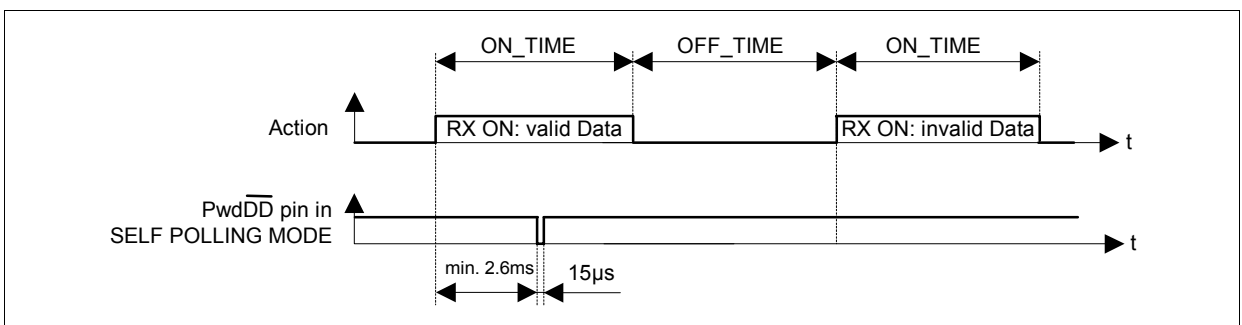 ON_TIME OFF_TIME ON_TIME
Action RX ON: valid Data RX ON: invalid Data t
PwdD̅D̅ pin in
SELF POLLING MODE t
min. 2.6ms 15µs